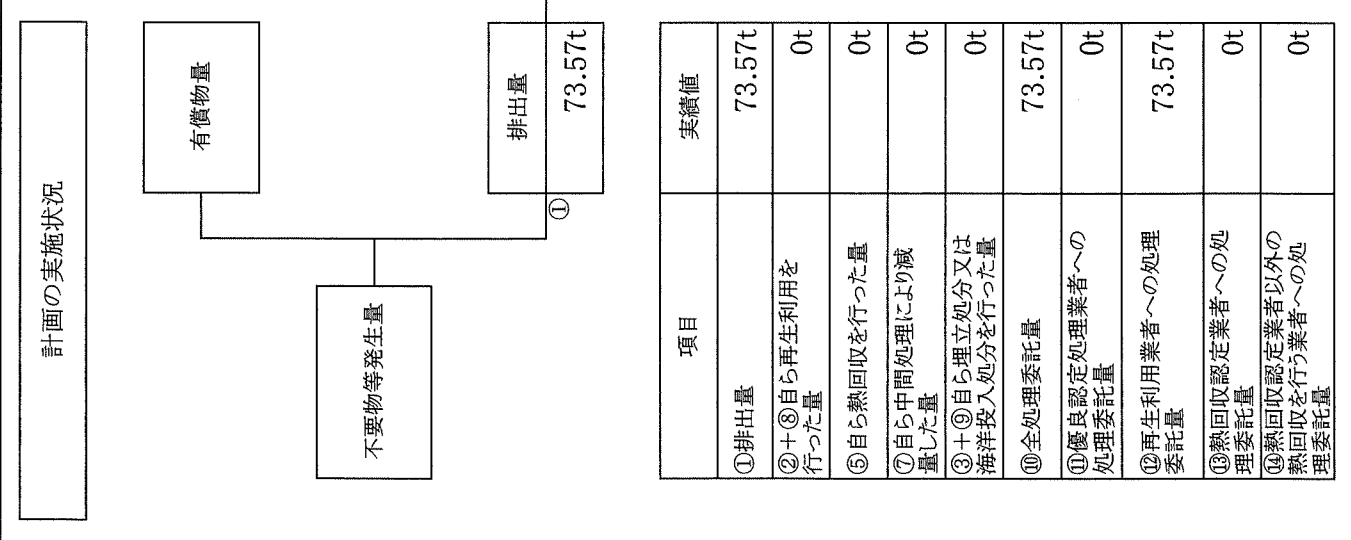 計画の実施状況
有償物量
不要物等発生量
排出量
①
73.57t
項目
実績値
①排出量
73.57t
②+⑧自ら再生利用を
行った量
0t
⑤自ら熱回収を行った量
0t
⑦自ら中間処理により減
量した量
0t
③+⑨自ら埋立処分又は
海洋投入処分を行った量
0t
⑩全処理委託量
73.57t
⑪優良認定処理業者への
処理委託量
0t
⑫再生利用業者への処理
委託量
73.57t
⑬熱回収認定業者への処
理委託量
0t
⑭熱回収認定業者以外の
熱回収を行う業者への処
理委託量
0t